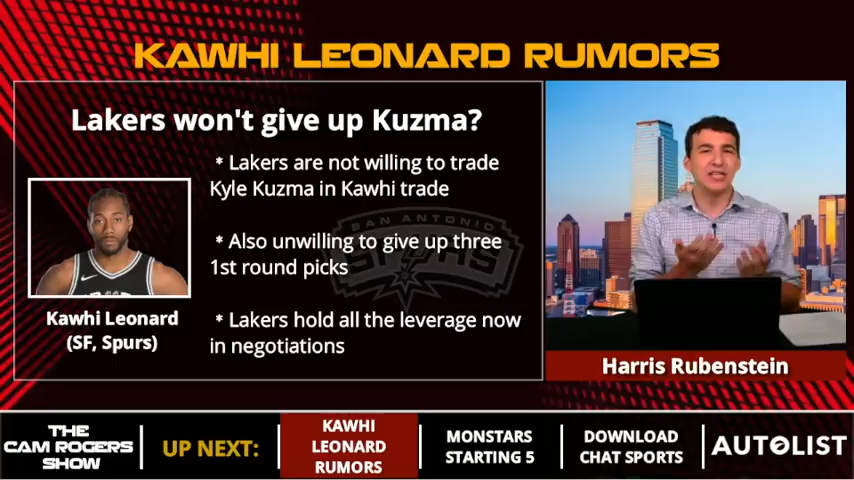 KAWHI LEONARD RUMORS
Lakers won't give up Kuzma?
* Lakers are not willing to trade
Kyle Kuzma in Kawhi trade
* Also unwilling to give up three
1st round picks
* Lakers hold all the leverage now
in negotiations
SAN ANTONIO
SPURS
Kawhi Leonard
(SF, Spurs)
Harris Rubenstein
THE
CAM ROGERS
SHOW
UP NEXT:
KAWHI
LEONARD
RUMORS
MONSTARS
STARTING 5
DOWNLOAD
CHAT SPORTS
AUTOLIST